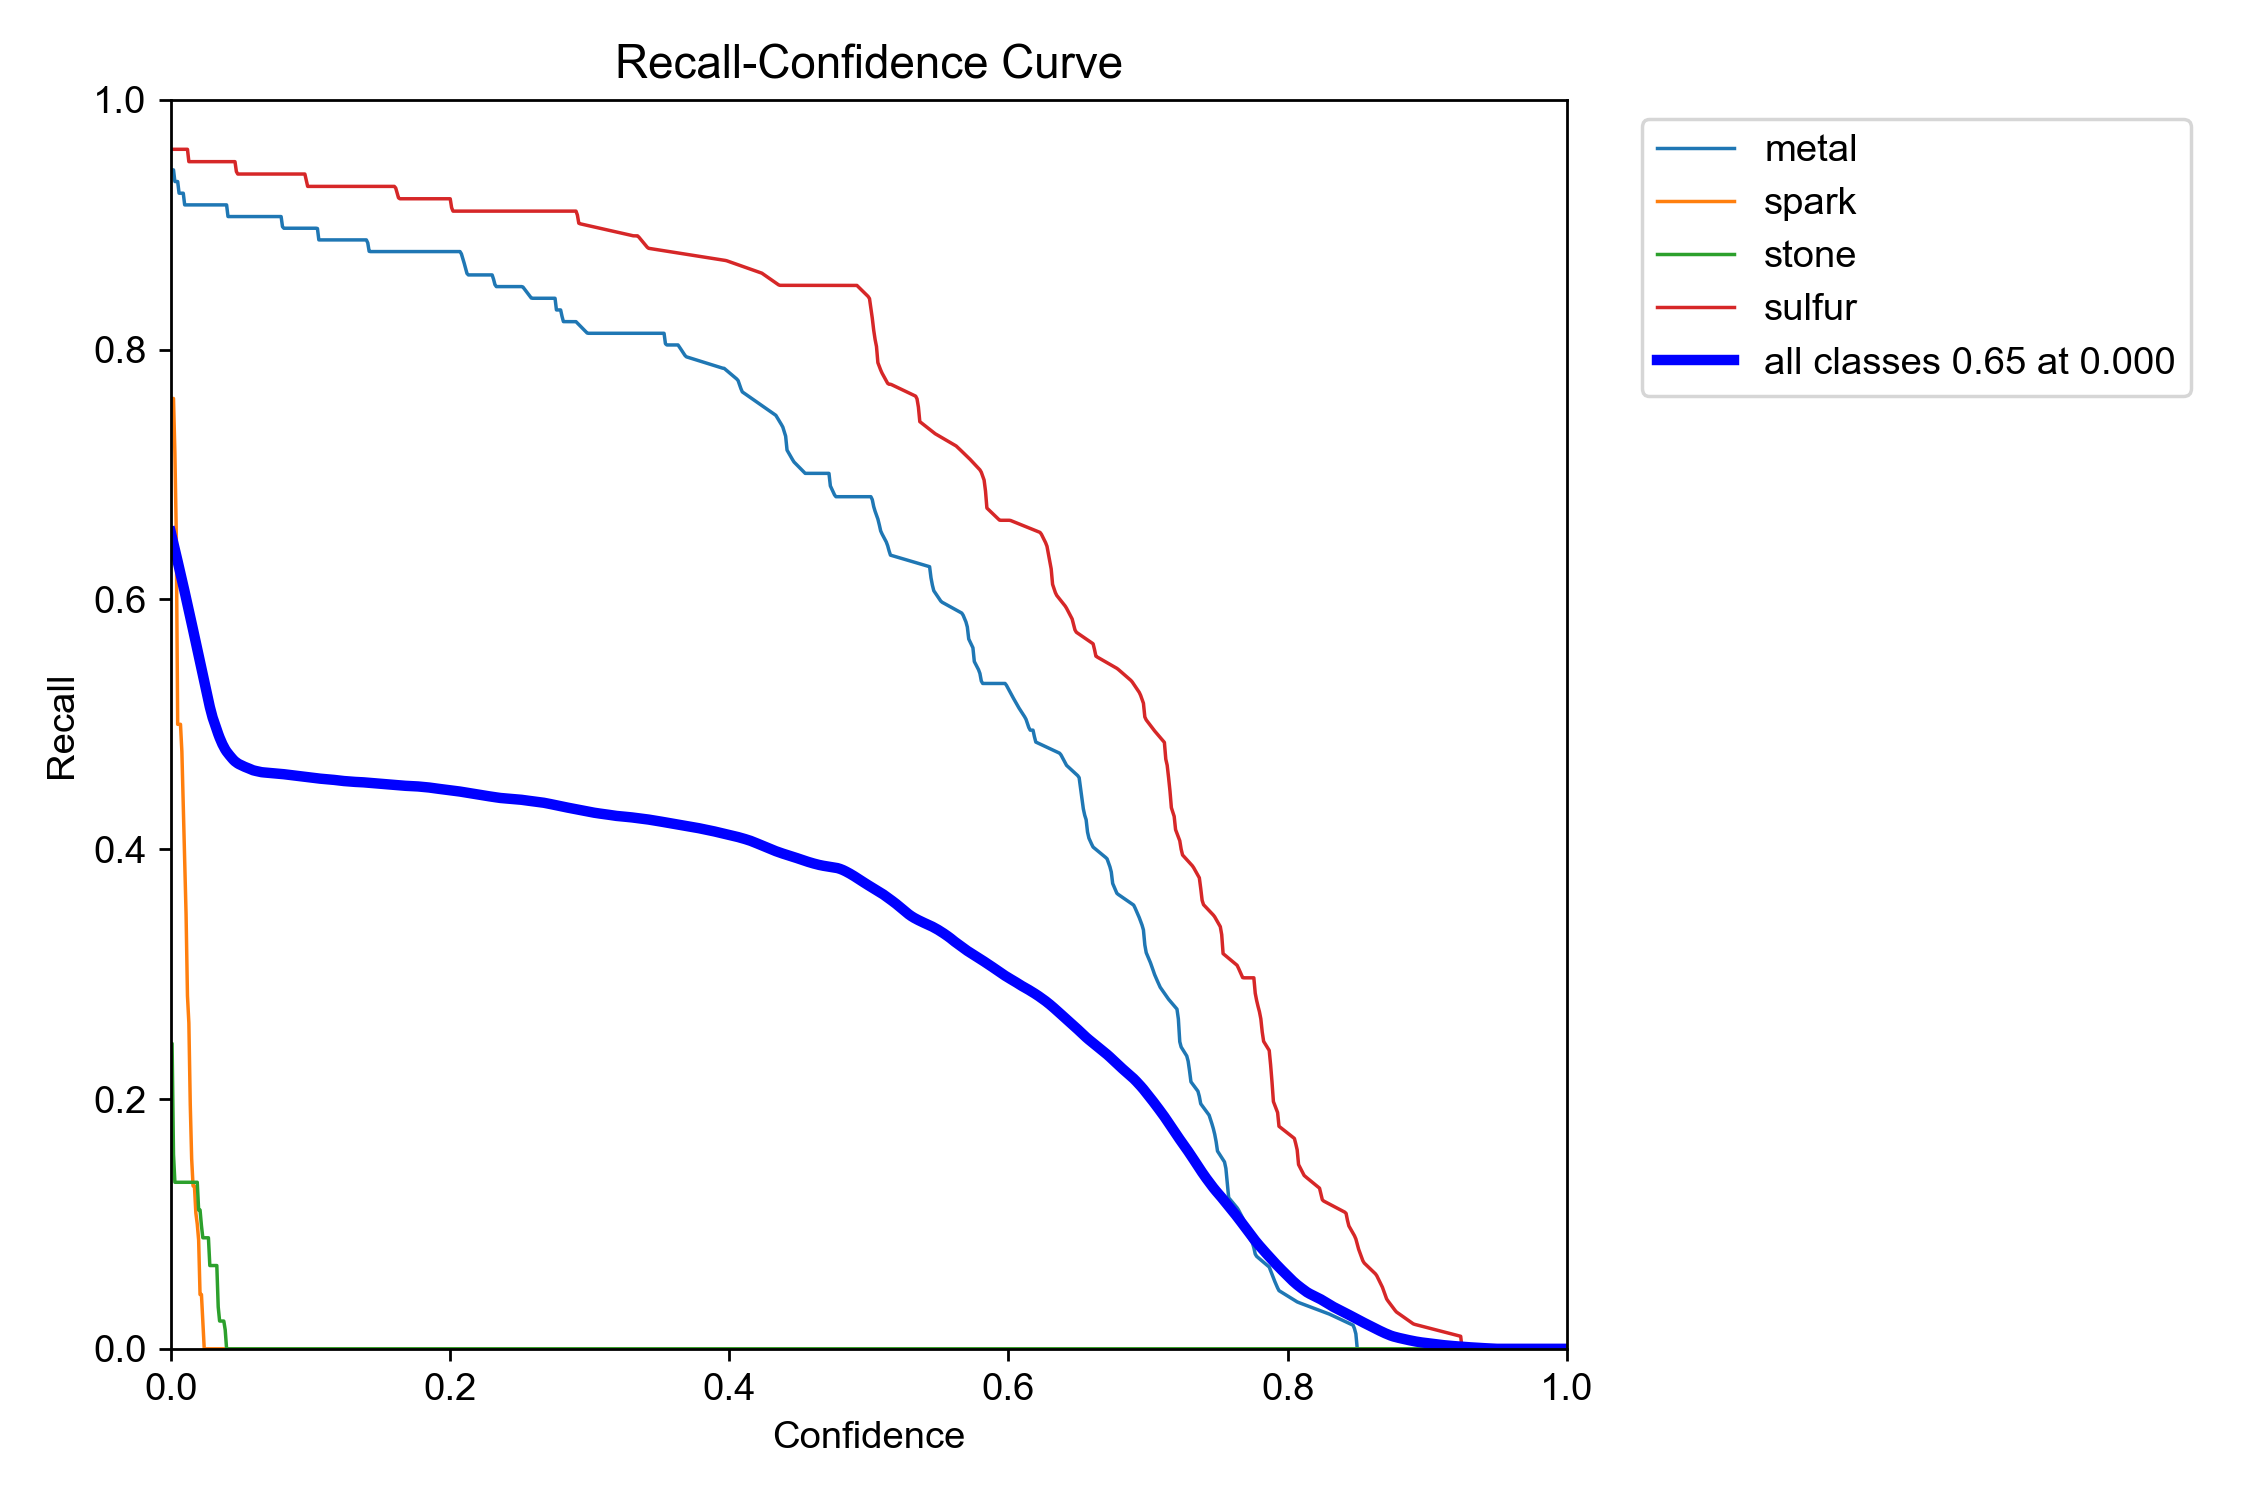 Recall-Confidence Curve
1.0
0.8
0.6
0.4
0.2
0.0
Recall
0.0 0.2 0.4 0.6 0.8 1.0
Confidence
metal
spark
stone
sulfur
all classes 0.65 at 0.000